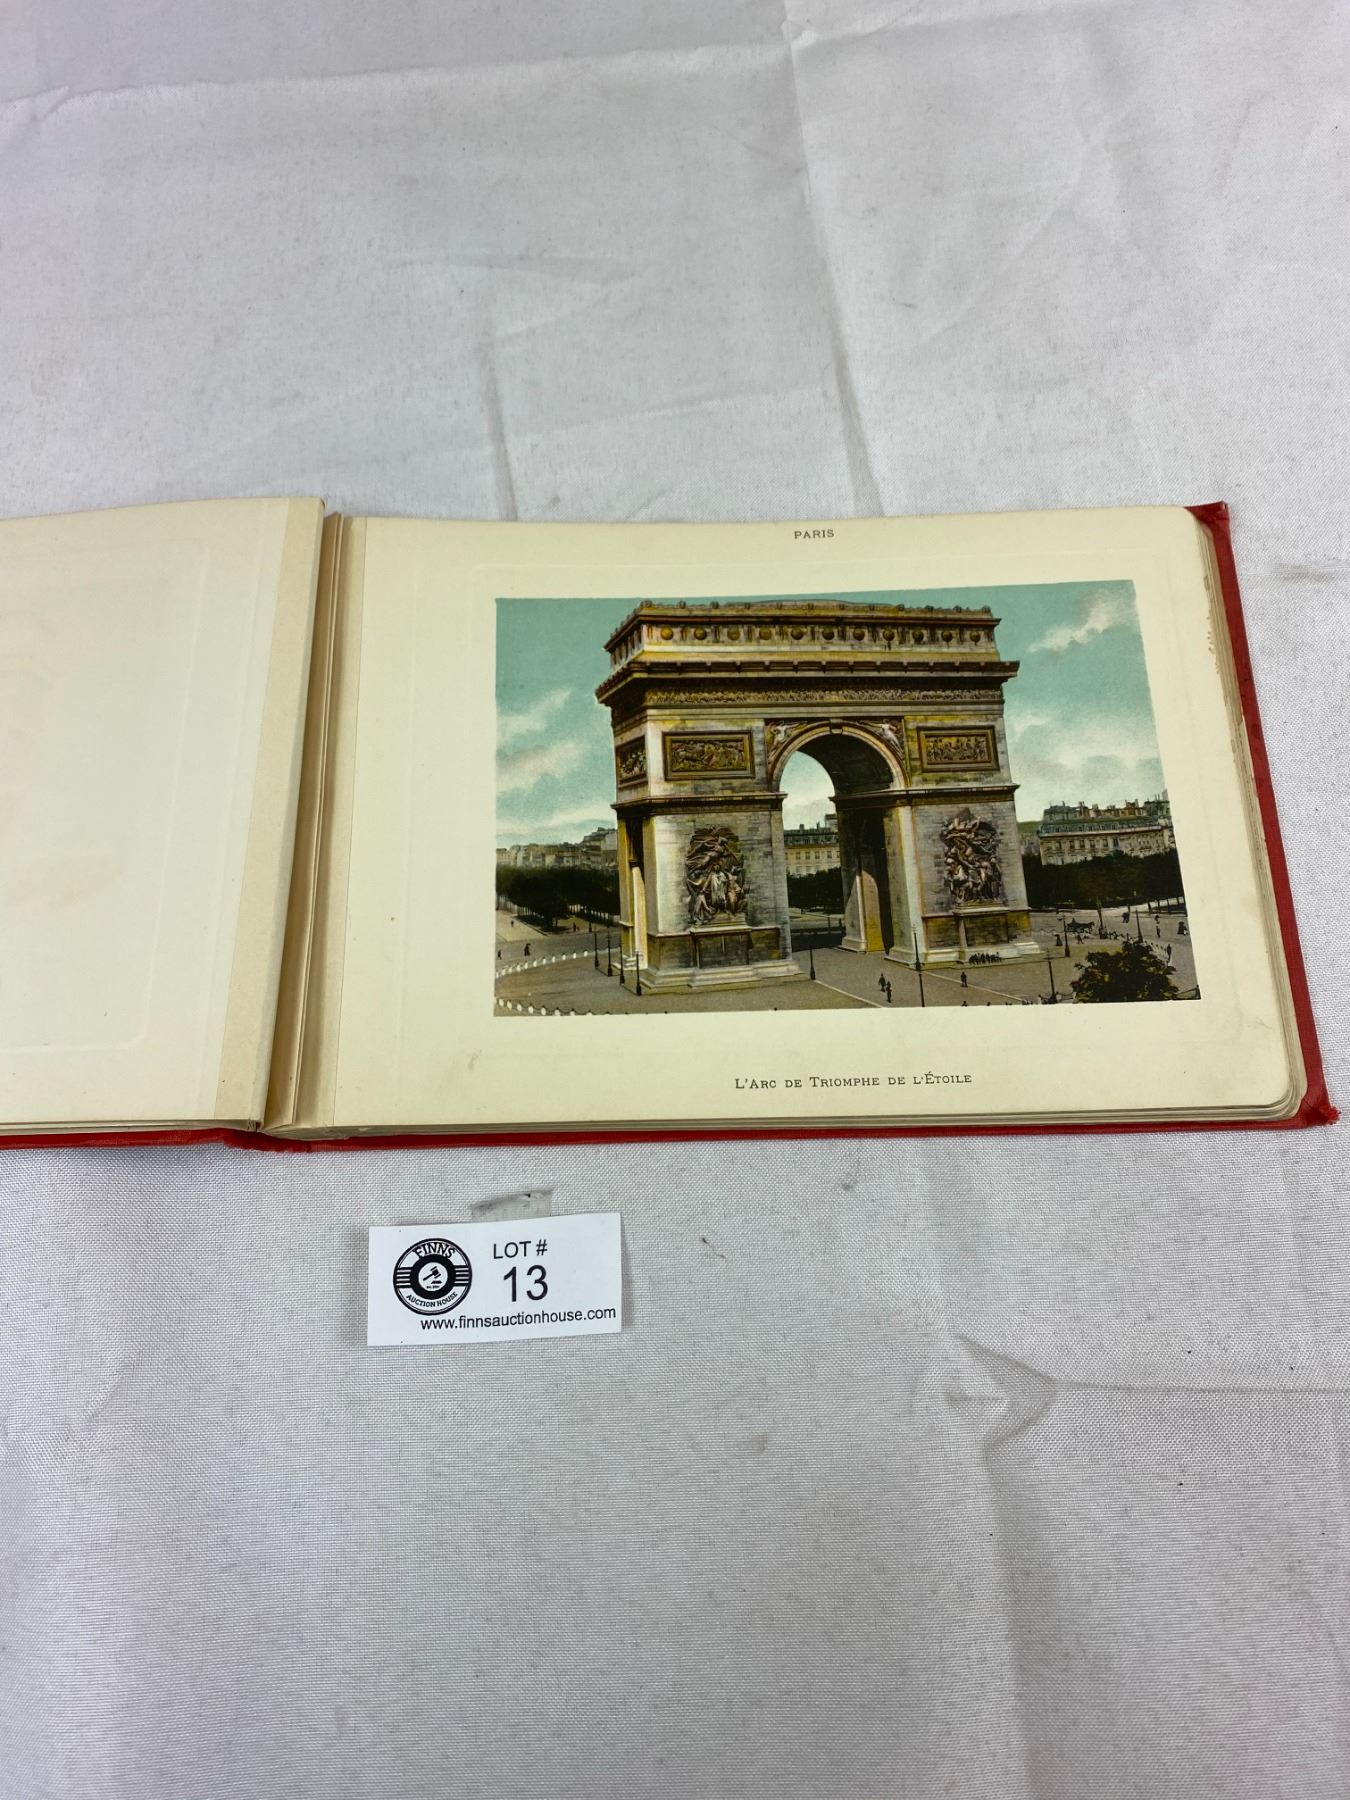 PARIS
L'ARC DE TRIOMPHE DE L'ÉTOILE
FINNS
AUCTION HOUSE
LOT #
13
www.finnsauctionhouse.com